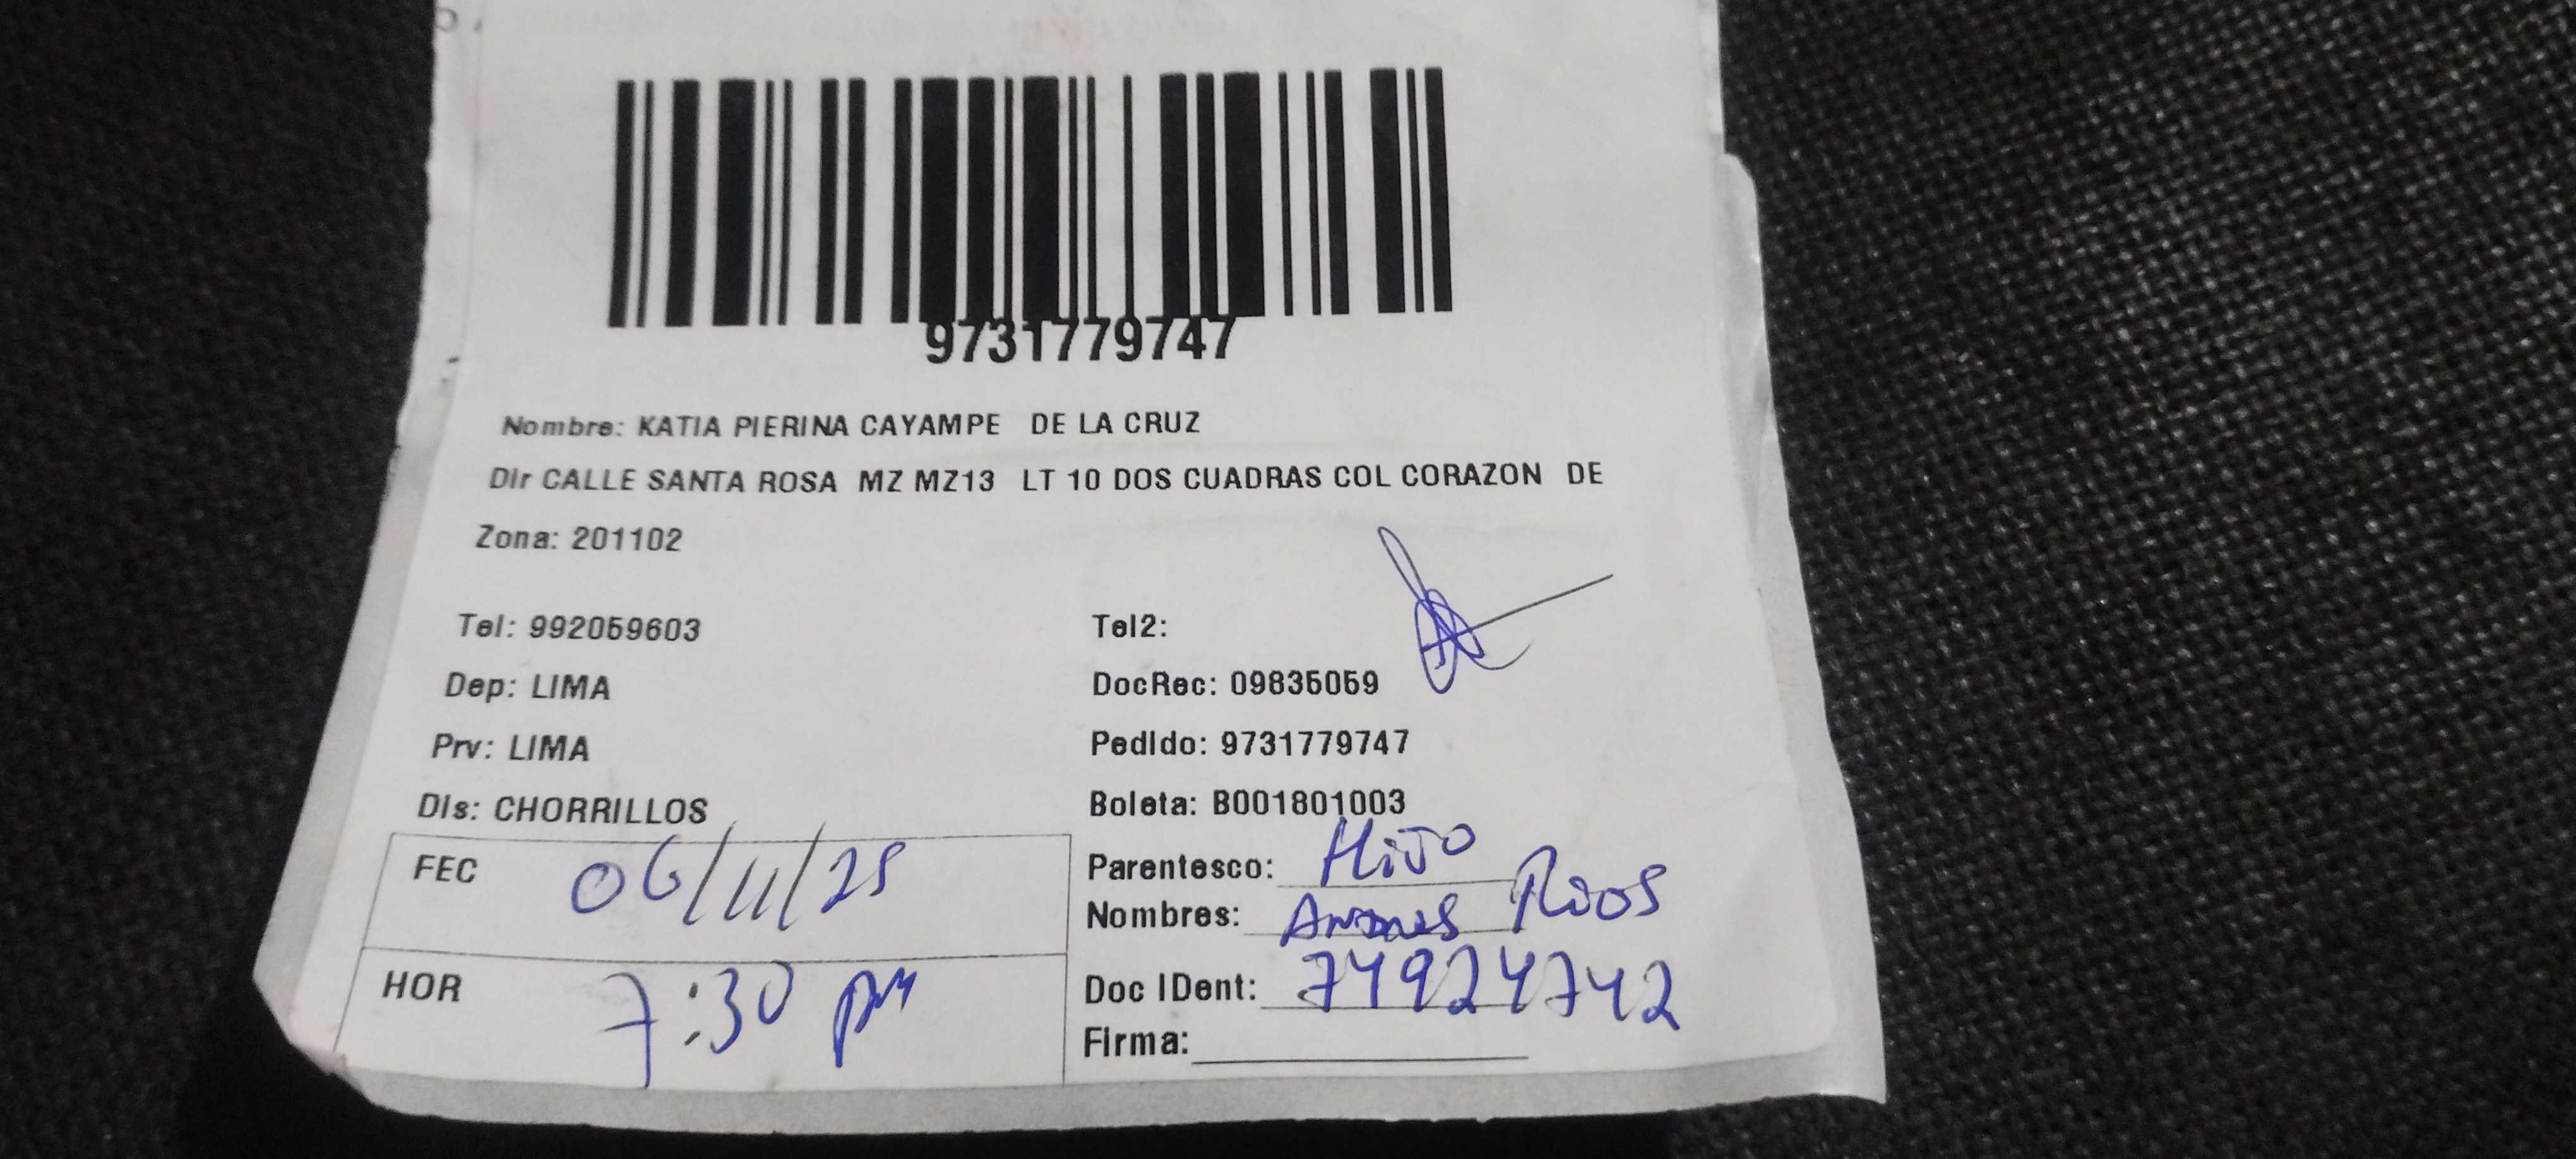 9731779747
Nombre: KATIA PIERINA CAYAMPE DE LA CRUZ
Dir CALLE SANTA ROSA MZ MZ13 LT 10 DOS CUADRAS COL CORAZON DE
Zona: 201102
Tel: 992059603 Tel2:
Dep: LIMA DocRec: 09835059
Prv: LIMA Pedido: 9731779747
Dis: CHORRILLOS Boleta: B001801003
FEC 06/11/25
Parentesco: Hijo
Nombres: Andres Rios
HOR 7:30 pm
Doc IDent: 74924742
Firma: